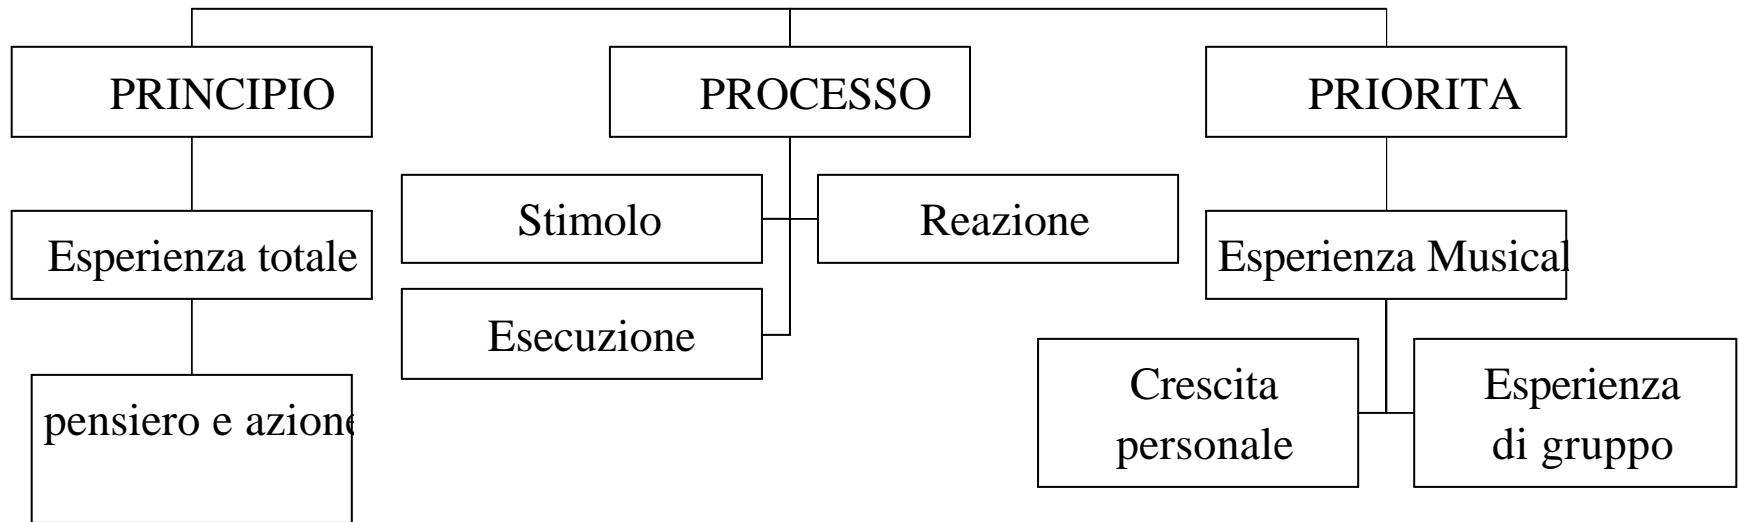 PRINCIPIO
PROCESSO
PRIORITA
Stimolo
Reazione
Esperienza totale
Esperienza Musical
Esecuzione
pensiero e azione
Crescita
personale
Esperienza
di gruppo